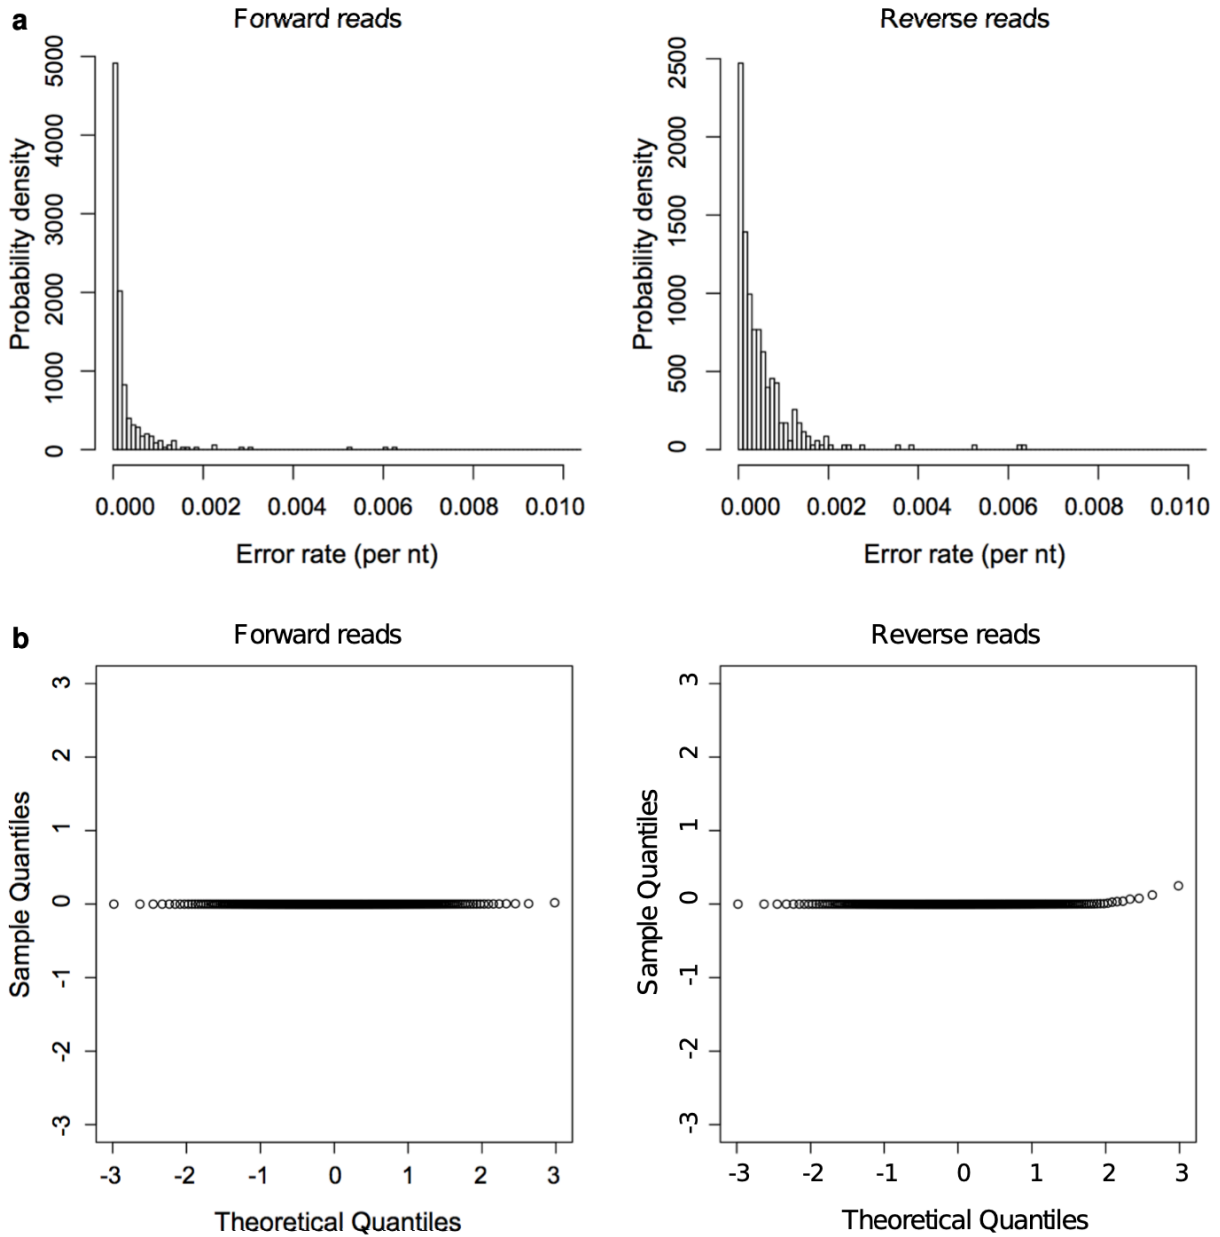 a
Forward reads
Reverse reads
Probability density
5000
4000
3000
2000
1000
0
0.000 0.002 0.004 0.006 0.008 0.010
Error rate (per nt)
Probability density
2500
2000
1500
1000
500
0
0.000 0.002 0.004 0.006 0.008 0.010
Error rate (per nt)
b
Forward reads
Reverse reads
Sample Quantiles
3
2
1
0
-1
-2
-3
-3 -2 -1 0 1 2 3
Theoretical Quantiles
Sample Quantiles
3
2
1
0
-1
-2
-3
-3 -2 -1 0 1 2 3
Theoretical Quantiles